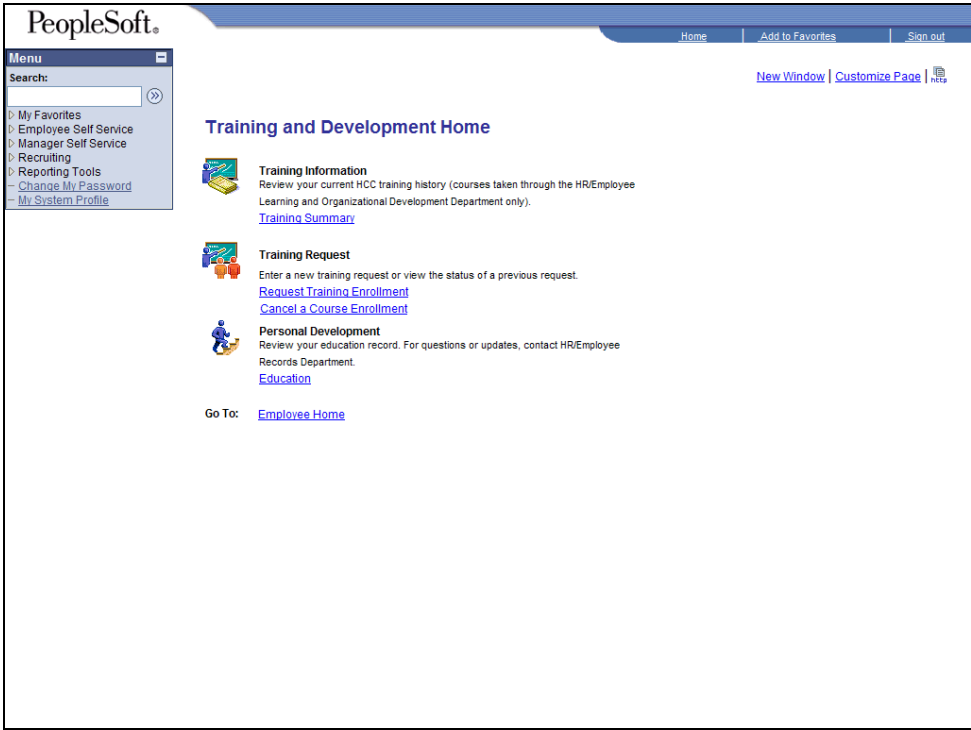 PeopleSoft®
Home
Add to Favorites
Sign out
Menu
Search:
My Favorites
Employee Self Service
Manager Self Service
Recruiting
Reporting Tools
– Change My Password
– My System Profile
New Window | Customize Page | http
Training and Development Home
Training Information
Review your current HCC training history (courses taken through the HR/Employee
Learning and Organizational Development Department only).
Training Summary
Training Request
Enter a new training request or view the status of a previous request.
Request Training Enrollment
Cancel a Course Enrollment
Personal Development
Review your education record. For questions or updates, contact HR/Employee
Records Department.
Education
Go To: Employee Home